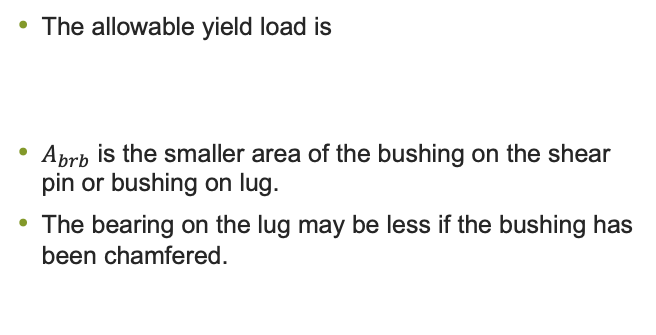 • The allowable yield load is
• A_brb is the smaller area of the bushing on the shear
pin or bushing on lug.
• The bearing on the lug may be less if the bushing has
been chamfered.